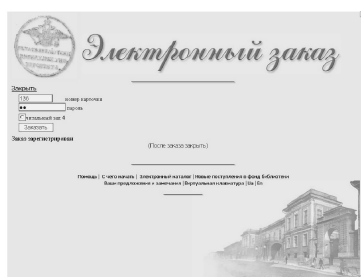 Электронный заказ
Закрыть
136 номер карточки
•• пароль
читальный зал 4
Заказать
Заказ зарегистрирован
(После заказа закрыть)
Помощь | С чего начать | Электронный каталог | Новые поступления в фонд библиотеки
Ваши предложения и замечания | Виртуальная клавиатура | Ua | En